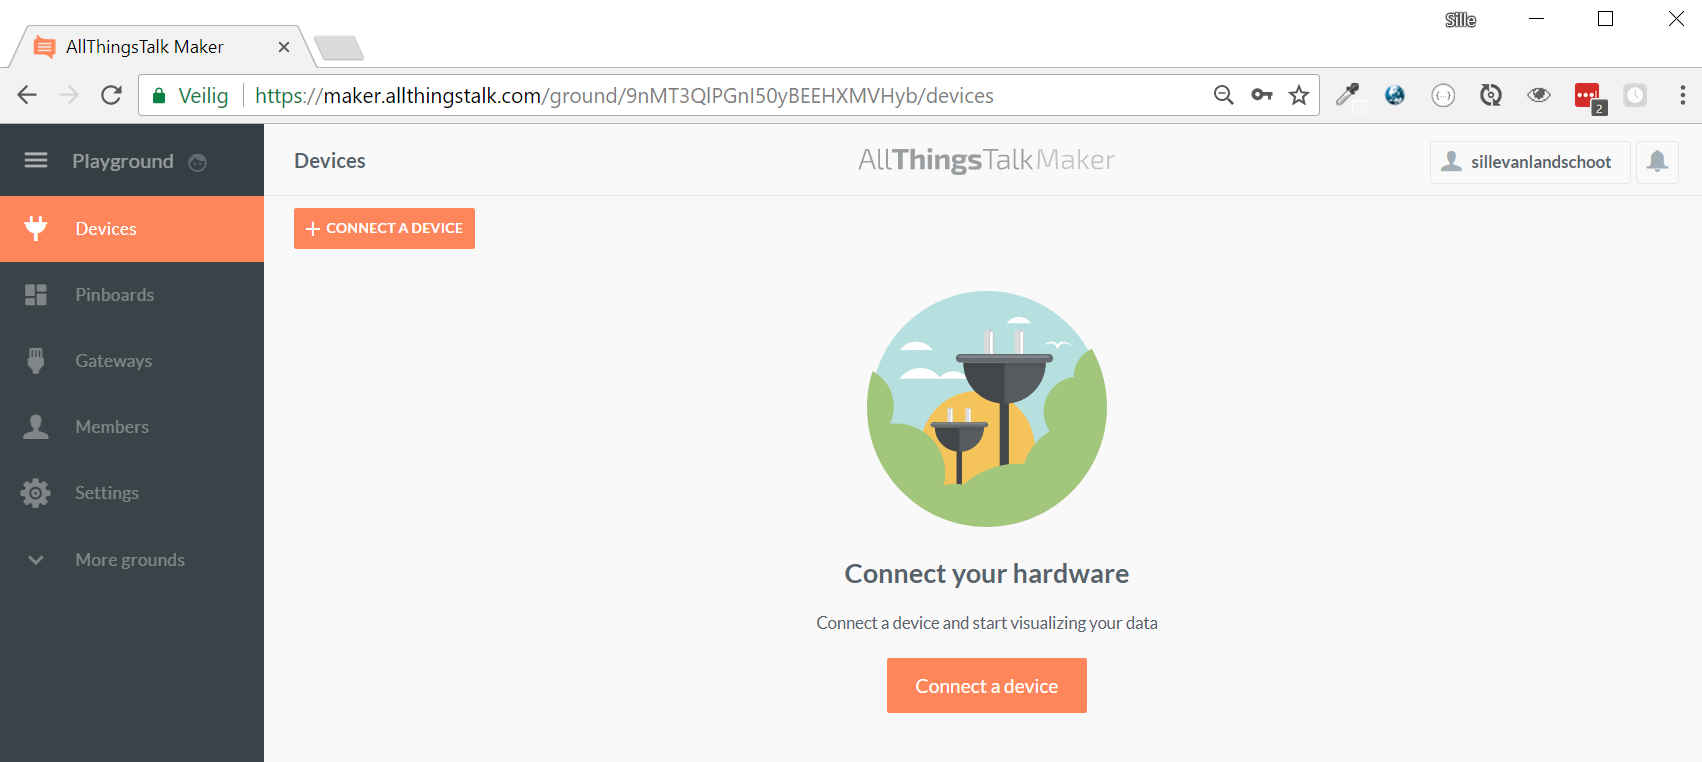 Sille
AllThingsTalk Maker
Veilig
https://maker.allthingstalk.com/ground/9nMT3QlPGnI50yBEEHXMVHyb/devices
2
Playground
Devices
AllThingsTalkMaker
sillevanlandschoot
Devices
+ CONNECT A DEVICE
Pinboards
Gateways
Members
Settings
More grounds
Connect your hardware
Connect a device and start visualizing your data
Connect a device